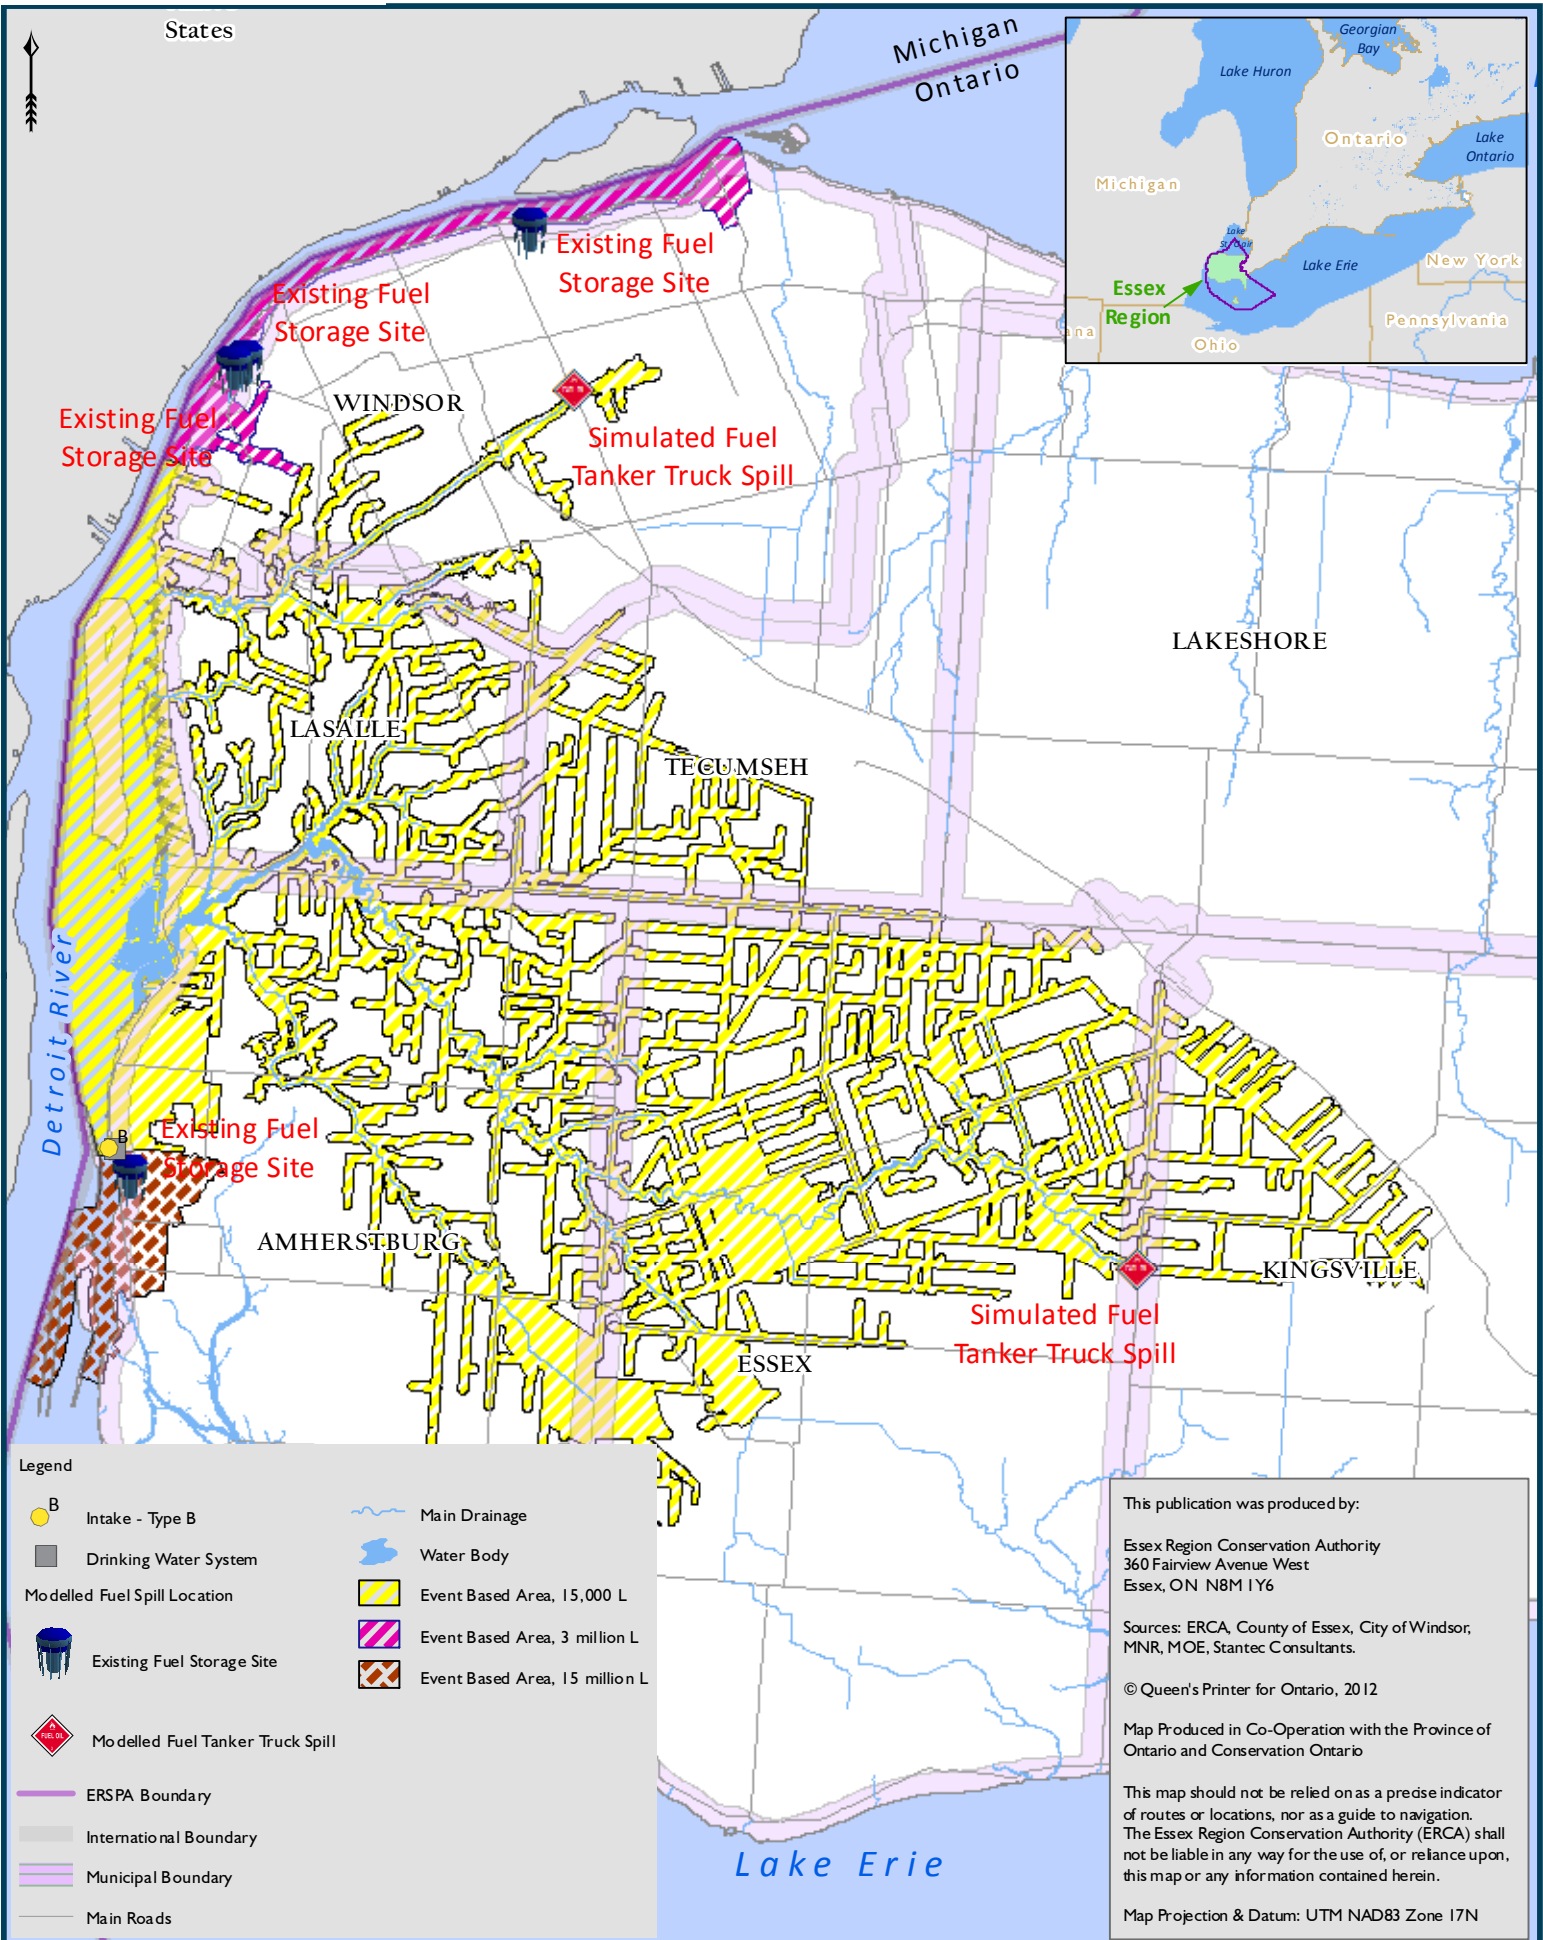 States
Michigan
Ontario
Georgian
Bay
Lake Huron
Ontario
Lake
Ontario
Michigan
Lake
St. Clair
Lake Erie
New York
Essex
Region
Pennsylvania
ana
Ohio
Existing Fuel
Storage Site
Existing Fuel
Storage Site
WINDSOR
Existing Fuel
Storage Site
Simulated Fuel
Tanker Truck Spill
LAKESHORE
LASALLE
TECUMSEH
Detroit River
B
Existing Fuel
Storage Site
AMHERSTBURG
KINGSVILLE
Simulated Fuel
Tanker Truck Spill
ESSEX
Lake Erie
Legend
B
Intake - Type B
Drinking Water System
Modelled Fuel Spill Location
Existing Fuel Storage Site
FUEL OIL
Modelled Fuel Tanker Truck Spill
ERSPA Boundary
International Boundary
Municipal Boundary
Main Roads
Main Drainage
Water Body
Event Based Area, 15,000 L
Event Based Area, 3 million L
Event Based Area, 15 million L
This publication was produced by:
Essex Region Conservation Authority
360 Fairview Avenue West
Essex, ON N8M 1Y6
Sources: ERCA, County of Essex, City of Windsor,
MNR, MOE, Stantec Consultants.
© Queen's Printer for Ontario, 2012
Map Produced in Co-Operation with the Province of
Ontario and Conservation Ontario
This map should not be relied on as a precise indicator
of routes or locations, nor as a guide to navigation.
The Essex Region Conservation Authority (ERCA) shall
not be liable in any way for the use of, or reliance upon,
this map or any information contained herein.
Map Projection & Datum: UTM NAD83 Zone 17N